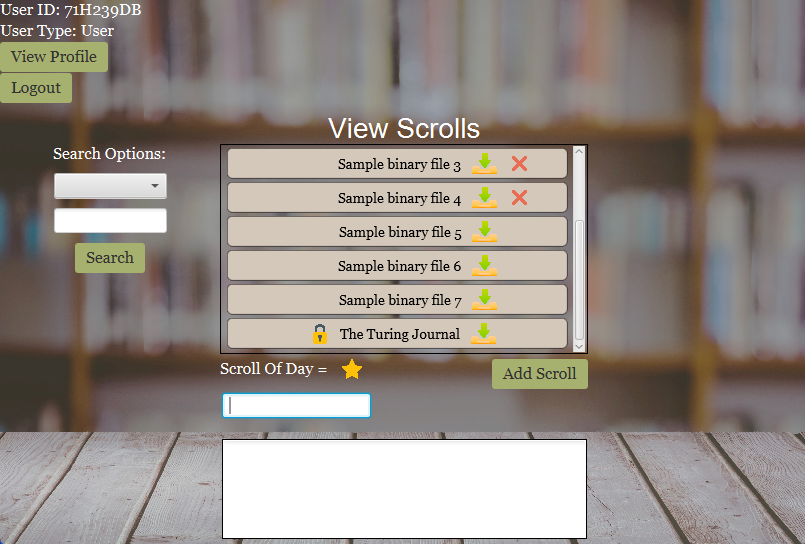 User ID: 71H239DB
User Type: User
View Profile
Logout
View Scrolls
Search Options:
Search
Sample binary file 3
Sample binary file 4
Sample binary file 5
Sample binary file 6
Sample binary file 7
The Turing Journal
Scroll Of Day =
Add Scroll